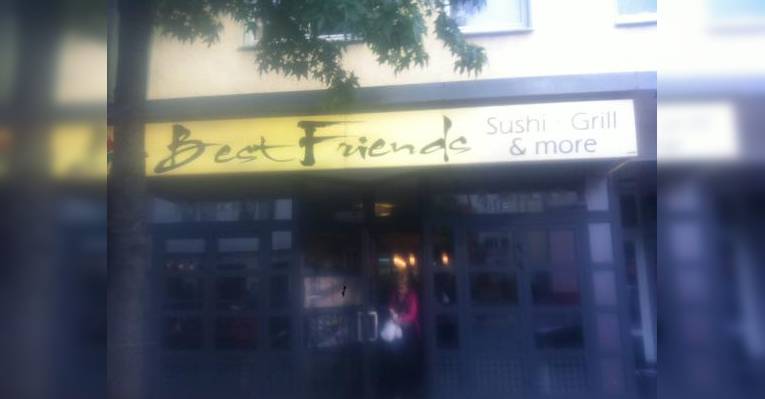 Best Friends
Sushi · Grill
& more